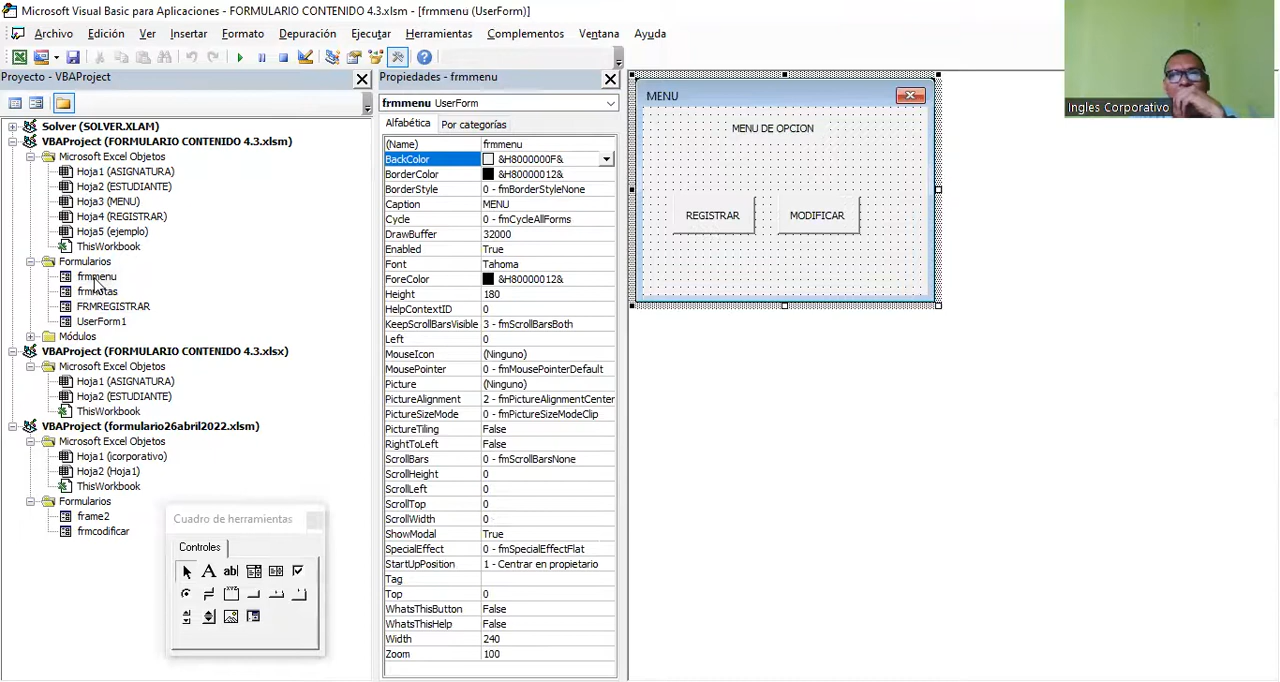 Microsoft Visual Basic para Aplicaciones - FORMULARIO CONTENIDO 4.3.xlsm - [frmmenu (UserForm)]
Archivo Edición Ver Insertar Formato Depuración Ejecutar Herramientas Complementos Ventana Ayuda
Proyecto - VBAProject
Solver (SOLVER.XLAM)
VBAProject (FORMULARIO CONTENIDO 4.3.xlsm)
Microsoft Excel Objetos
Hoja1 (ASIGNATURA)
Hoja2 (ESTUDIANTE)
Hoja3 (MENU)
Hoja4 (REGISTRAR)
Hoja5 (ejemplo)
ThisWorkbook
Formularios
frmmenu
FRMREGISTRAR
UserForm1
Módulos
VBAProject (FORMULARIO CONTENIDO 4.3.xlsx)
Microsoft Excel Objetos
Hoja1 (ASIGNATURA)
Hoja2 (ESTUDIANTE)
ThisWorkbook
VBAProject (formulario26abril2022.xlsm)
Microsoft Excel Objetos
Hoja1 (icorporativo)
Hoja2 (Hoja1)
ThisWorkbook
Formularios
frame2
frmcodificar
Cuadro de herramientas
Controles
Propiedades - frmmenu
frmmenu UserForm
Alfabética Por categorías
(Name) frmmenu
BackColor &H8000000F&
BorderColor &H80000012&
BorderStyle 0 - fmBorderStyleNone
Caption MENU
Cycle 0 - fmCycleAllForms
DrawBuffer 32000
Enabled True
Font Tahoma
ForeColor &H80000012&
Height 180
HelpContextID 0
KeepScrollBarsVisible 3 - fmScrollBarsBoth
Left 0
MouseIcon (Ninguno)
MousePointer 0 - fmMousePointerDefault
Picture (Ninguno)
PictureAlignment 2 - fmPictureAlignmentCenter
PictureSizeMode 0 - fmPictureSizeModeClip
PictureTiling False
RightToLeft False
ScrollBars 0 - fmScrollBarsNone
ScrollHeight 0
ScrollLeft 0
ScrollTop 0
ScrollWidth 0
ShowModal True
SpecialEffect 0 - fmSpecialEffectFlat
StartUpPosition 1 - Centrar en propietario
Tag
Top 0
WhatsThisButton False
WhatsThisHelp False
Width 240
Zoom 100
MENU
MENU DE OPCION
REGISTRAR MODIFICAR
Ingles Corporativo